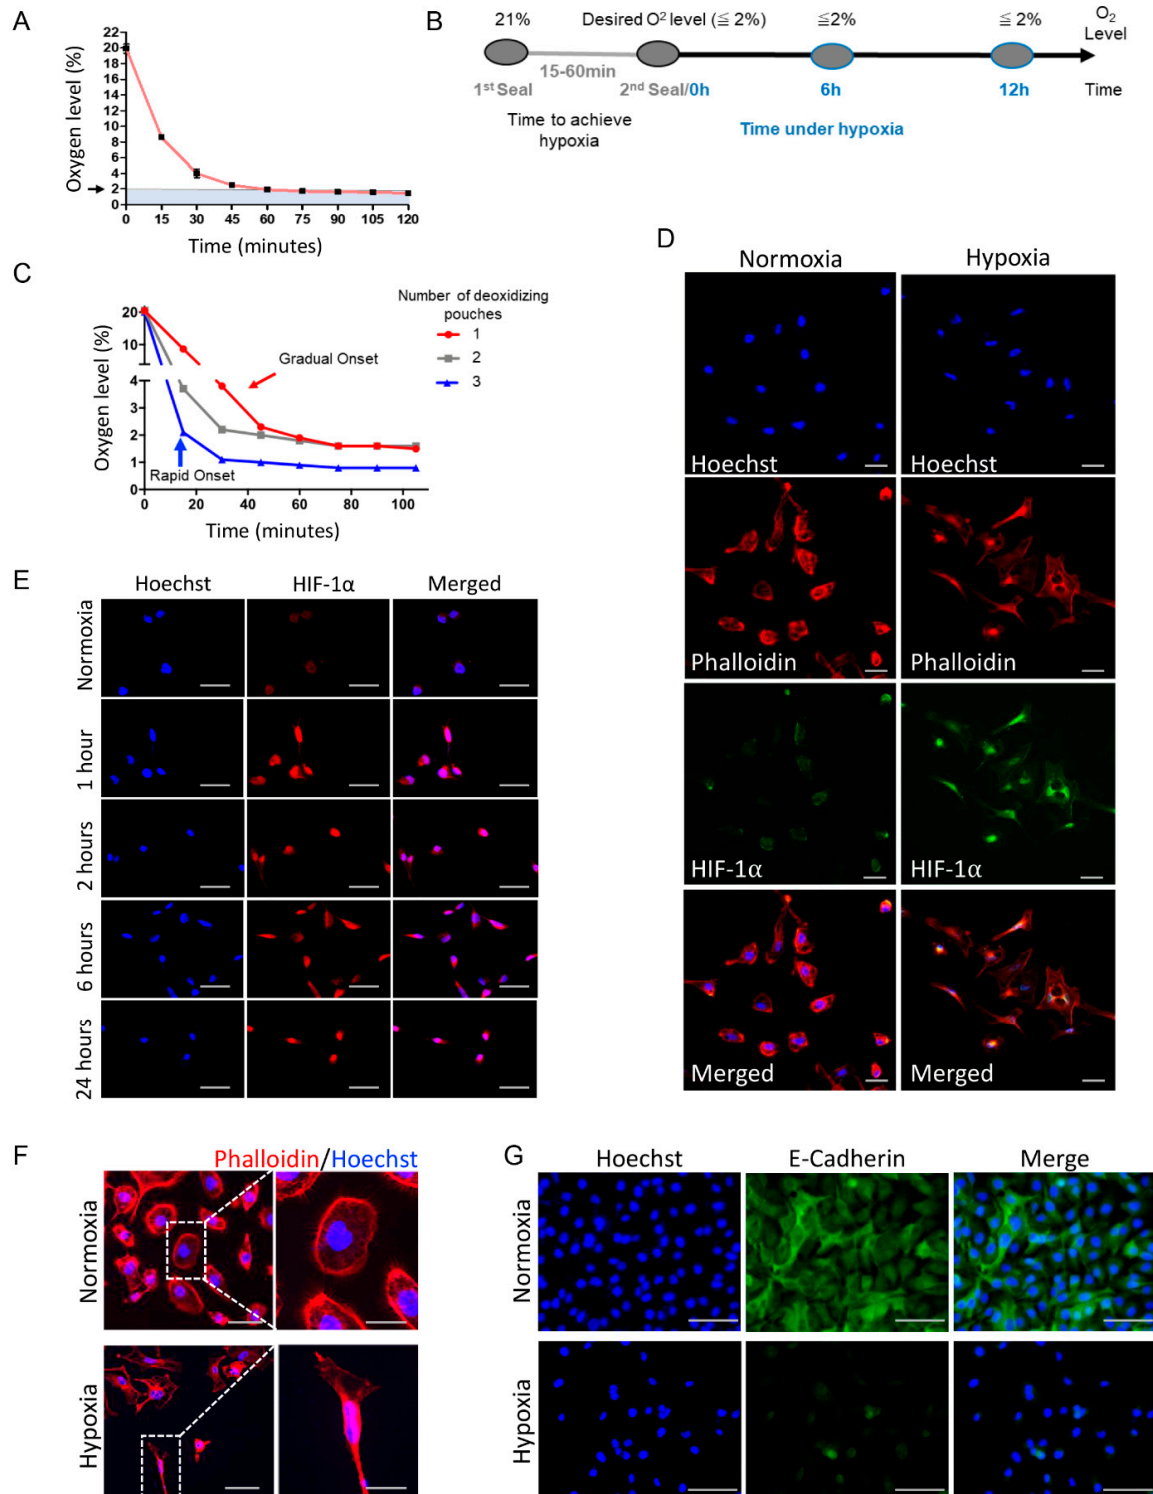 A
Oxygen level (%)
20
18
16
14
12
10
8
6
4
2
0
0 15 30 45 60 75 90 105 120
Time (minutes)
B
21% Desired O² level (≦ 2%) ≦2% ≦ 2% O₂
Level
15-60min
1st Seal 2nd Seal/0h 6h 12h Time
Time to achieve
hypoxia
Time under hypoxia
C
Number of deoxidizing
pouches
1
2
3
Oxygen level (%)
20
10
4
3
2
1
0
Gradual Onset
Rapid Onset
0 20 40 60 80 100
Time (minutes)
D
Normoxia Hypoxia
Hoechst Hoechst
Phalloidin Phalloidin
HIF-1α HIF-1α
Merged Merged
E
Hoechst HIF-1α Merged
Normoxia
1 hour
2 hours
6 hours
24 hours
F
Phalloidin/Hoechst
Normoxia
Hypoxia
G
Hoechst E-Cadherin Merge
Normoxia
Hypoxia